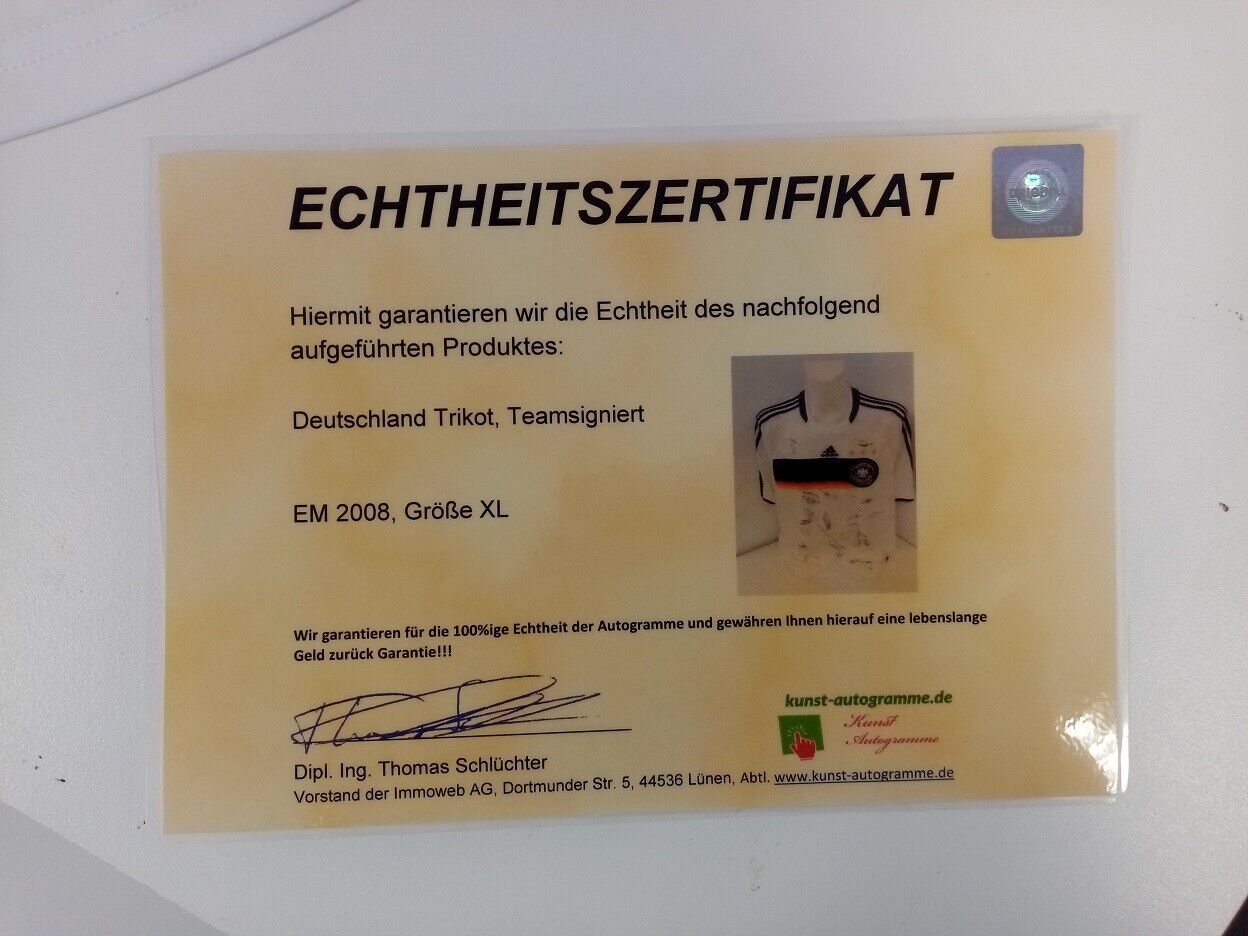 ECHTHEITSZERTIFIKAT
ORIGINAL
GUARANTEED
Hiermit garantieren wir die Echtheit des nachfolgend
aufgeführten Produktes:
Deutschland Trikot, Teamsigniert
adidas
EM 2008, Größe XL
Wir garantieren für die 100%ige Echtheit der Autogramme und gewähren Ihnen hierauf eine lebenslange
Geld zurück Garantie!!!
kunst-autogramme.de
Kunst
Autogramme
Dipl. Ing. Thomas Schlüchter
Vorstand der Immoweb AG, Dortmunder Str. 5, 44536 Lünen, Abtl. www.kunst-autogramme.de